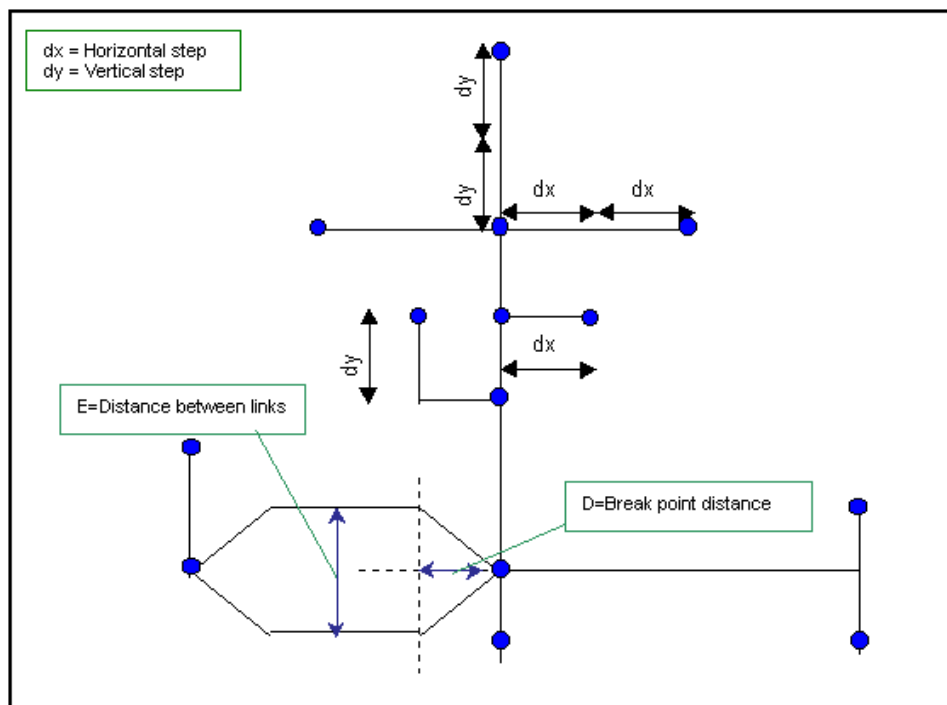 dx = Horizontal step
dy = Vertical step
dy
dy
dx
dx
dy
dx
E=Distance between links
D=Break point distance